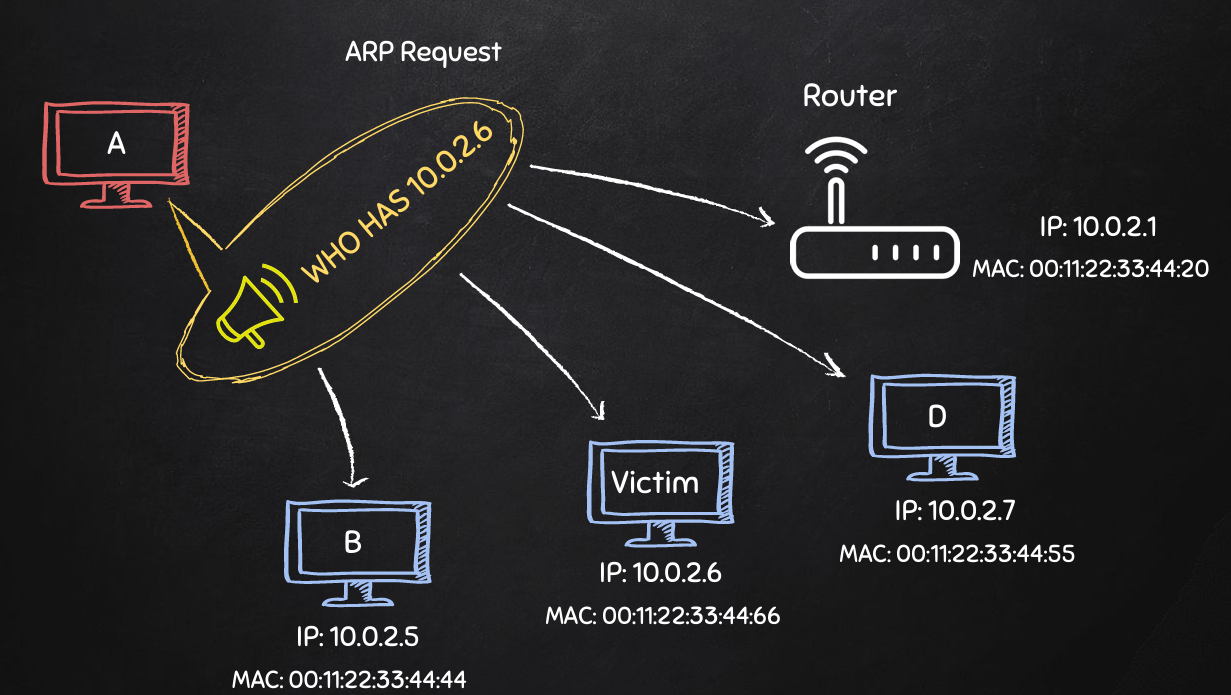 ARP Request
A
WHO HAS 10.0.2.6
Router
IP: 10.0.2.1
MAC: 00:11:22:33:44:20
D
IP: 10.0.2.7
MAC: 00:11:22:33:44:55
Victim
IP: 10.0.2.6
MAC: 00:11:22:33:44:66
B
IP: 10.0.2.5
MAC: 00:11:22:33:44:44